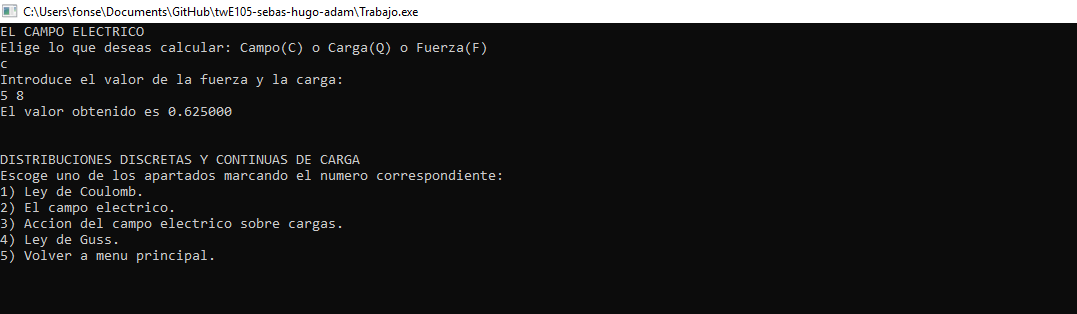 C:\Users\fonse\Documents\GitHub\twE105-sebas-hugo-adam\Trabajo.exe
EL CAMPO ELECTRICO
Elige lo que deseas calcular: Campo(C) o Carga(Q) o Fuerza(F)
c
Introduce el valor de la fuerza y la carga:
5 8
El valor obtenido es 0.625000
DISTRIBUCIONES DISCRETAS Y CONTINUAS DE CARGA
Escoge uno de los apartados marcando el numero correspondiente:
1) Ley de Coulomb.
2) El campo electrico.
3) Accion del campo electrico sobre cargas.
4) Ley de Guss.
5) Volver a menu principal.